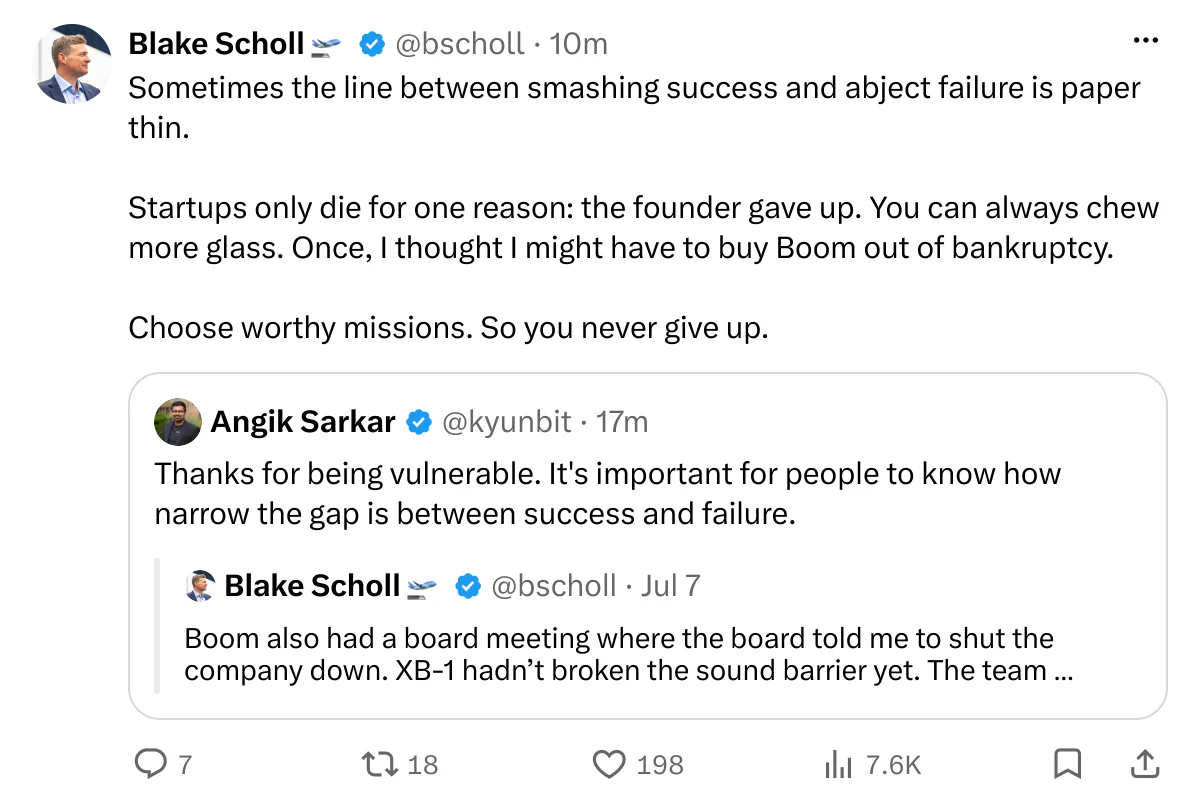 Blake Scholl🛫 @bscholl · 10m
Sometimes the line between smashing success and abject failure is paper
thin.
Startups only die for one reason: the founder gave up. You can always chew
more glass. Once, I thought I might have to buy Boom out of bankruptcy.
Choose worthy missions. So you never give up.
Angik Sarkar @kyunbit · 17m
Thanks for being vulnerable. It's important for people to know how
narrow the gap is between success and failure.
Blake Scholl🛫 @bscholl · Jul 7
Boom also had a board meeting where the board told me to shut the
company down. XB-1 hadn’t broken the sound barrier yet. The team ...
7 18 198 7.6K